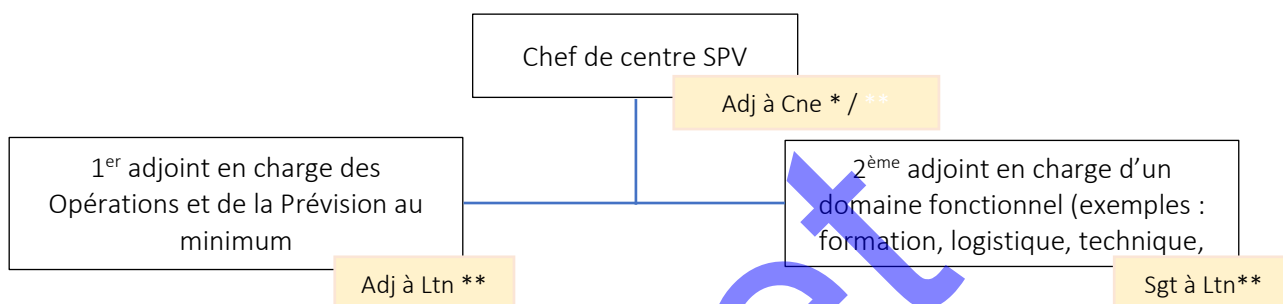 Chef de centre SPV
Adj à Cne * / **
1er adjoint en charge des
Opérations et de la Prévision au
minimum
Adj à Ltn **
2ème adjoint en charge d’un
domaine fonctionnel (exemples :
formation, logistique, technique,
Sgt à Ltn**